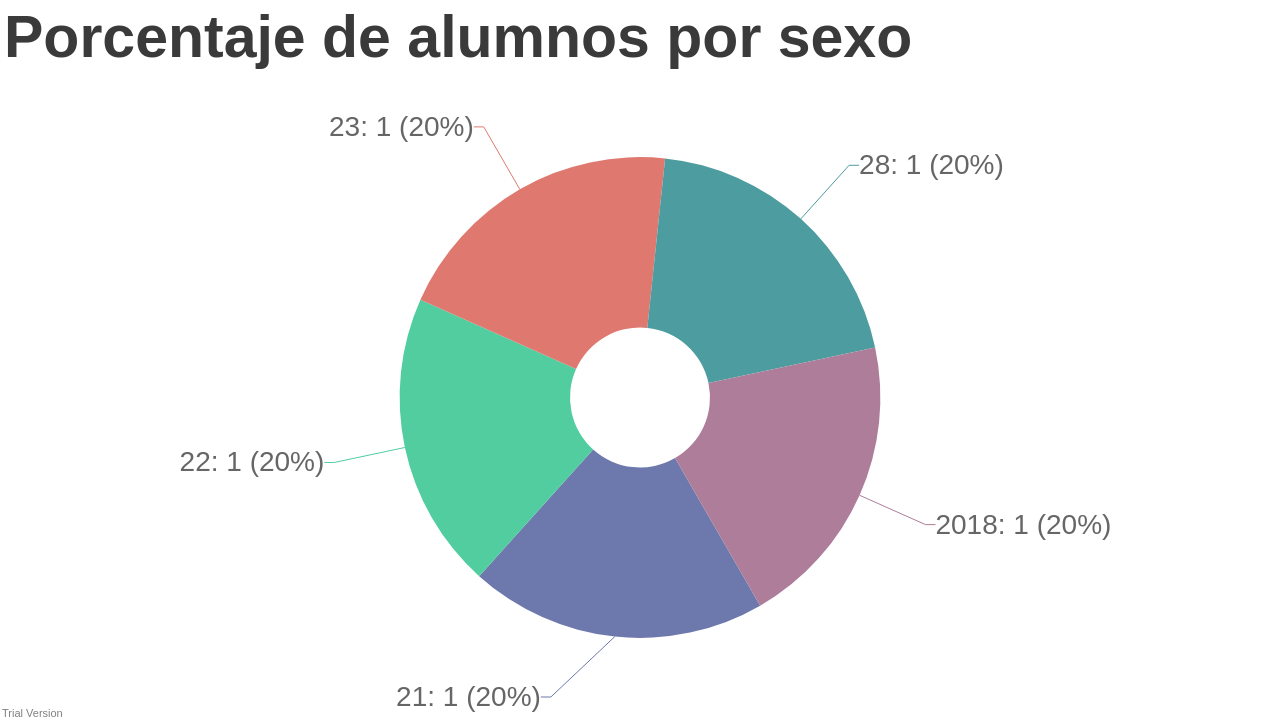 Porcentaje de alumnos por sexo
23: 1 (20%)
28: 1 (20%)
22: 1 (20%)
2018: 1 (20%)
21: 1 (20%)
Trial Version